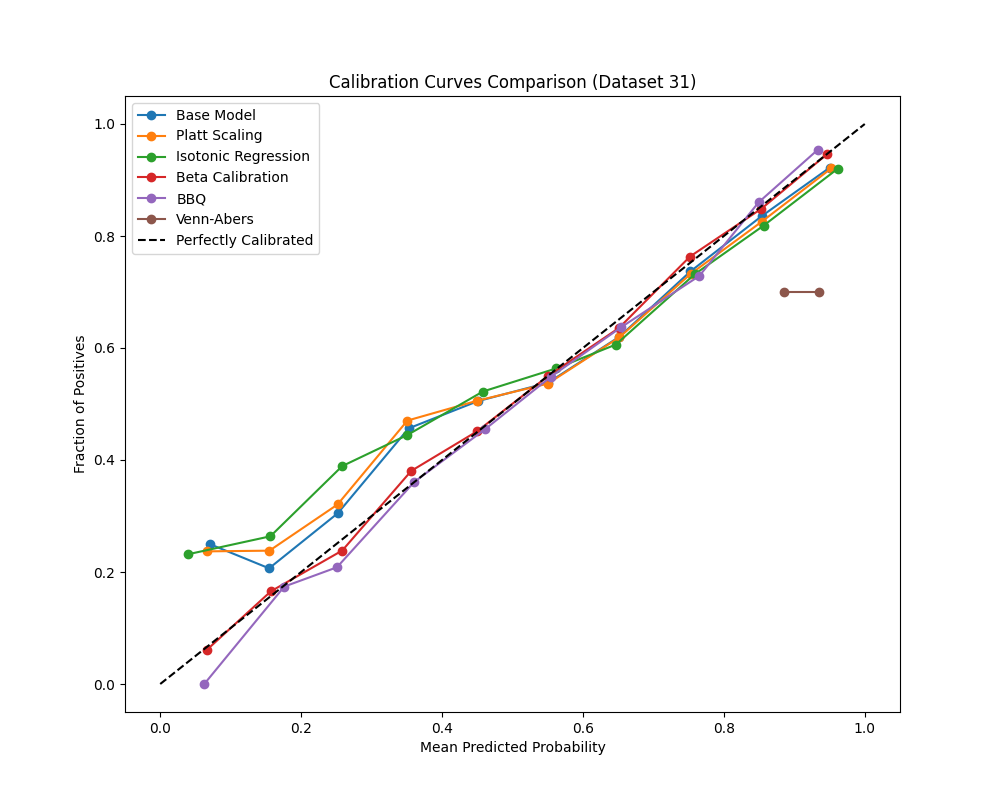 Calibration Curves Comparison (Dataset 31)
Base Model
Platt Scaling
Isotonic Regression
Beta Calibration
BBQ
Venn-Abers
Perfectly Calibrated
Fraction of Positives
1.0
0.8
0.6
0.4
0.2
0.0
0.0 0.2 0.4 0.6 0.8 1.0
Mean Predicted Probability